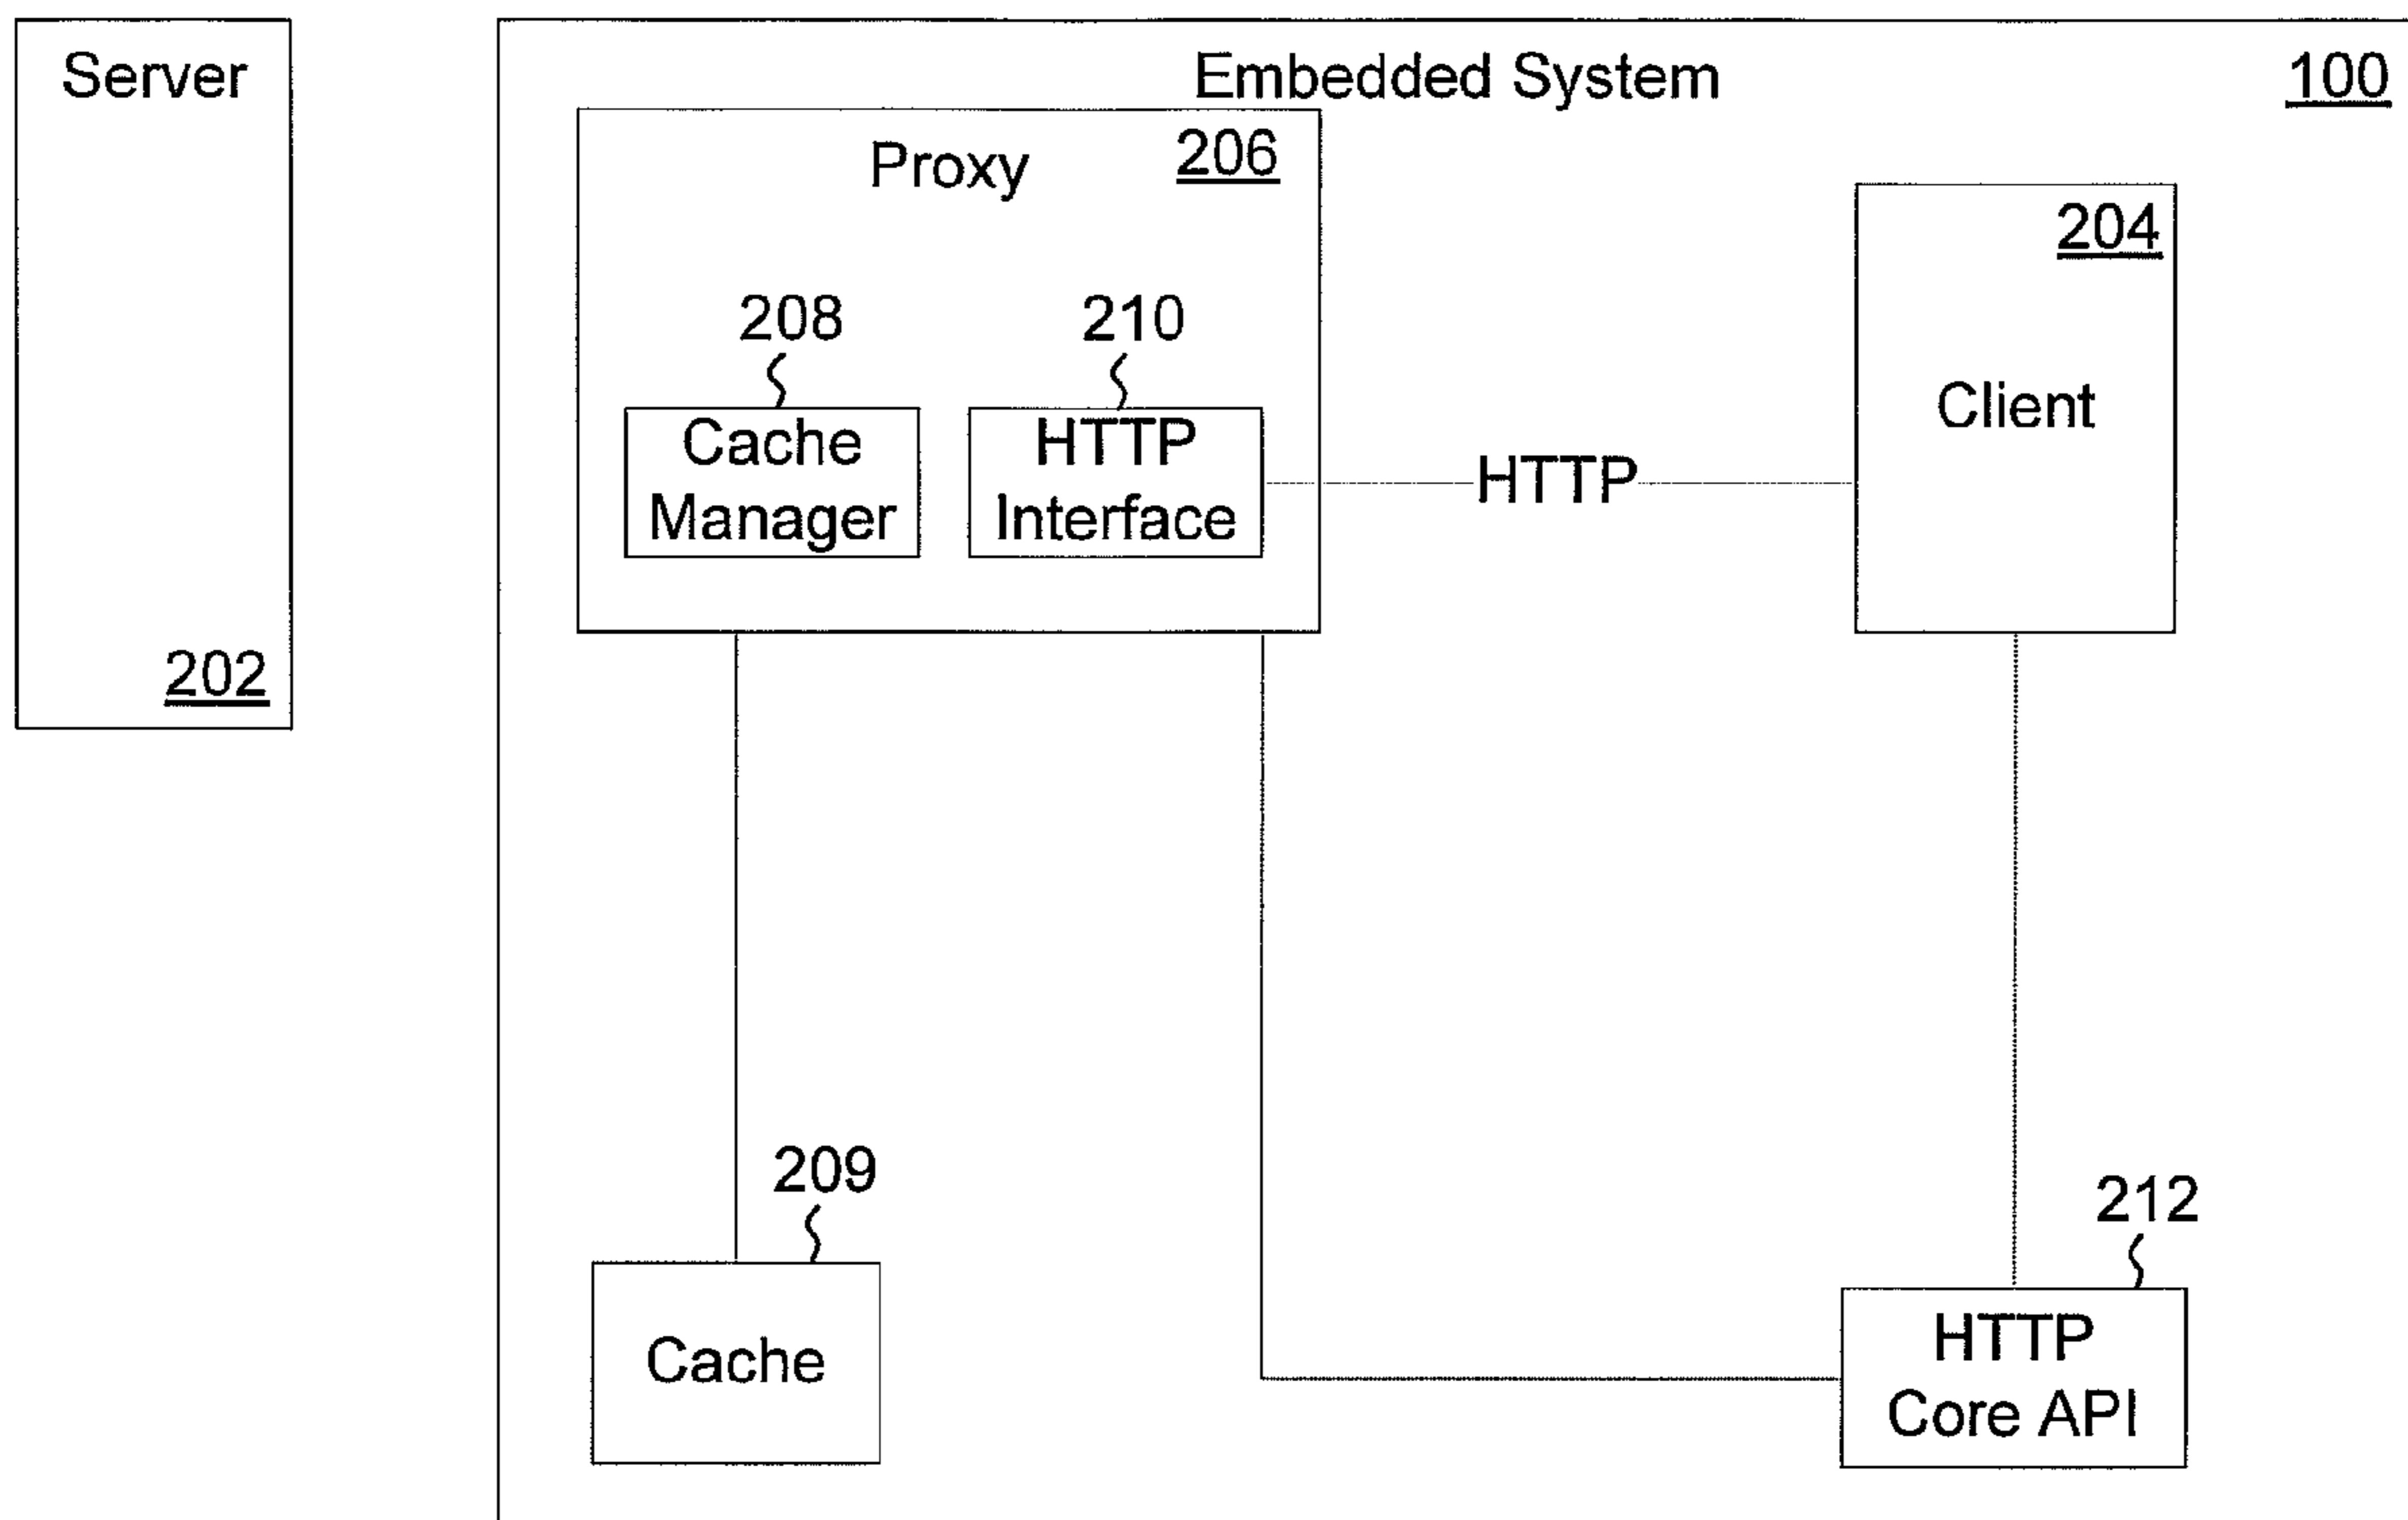 Server
202
Embedded System
100
Proxy
206
208
Cache
Manager
210
HTTP
Interface
HTTP
204
Client
209
Cache
212
HTTP
Core API